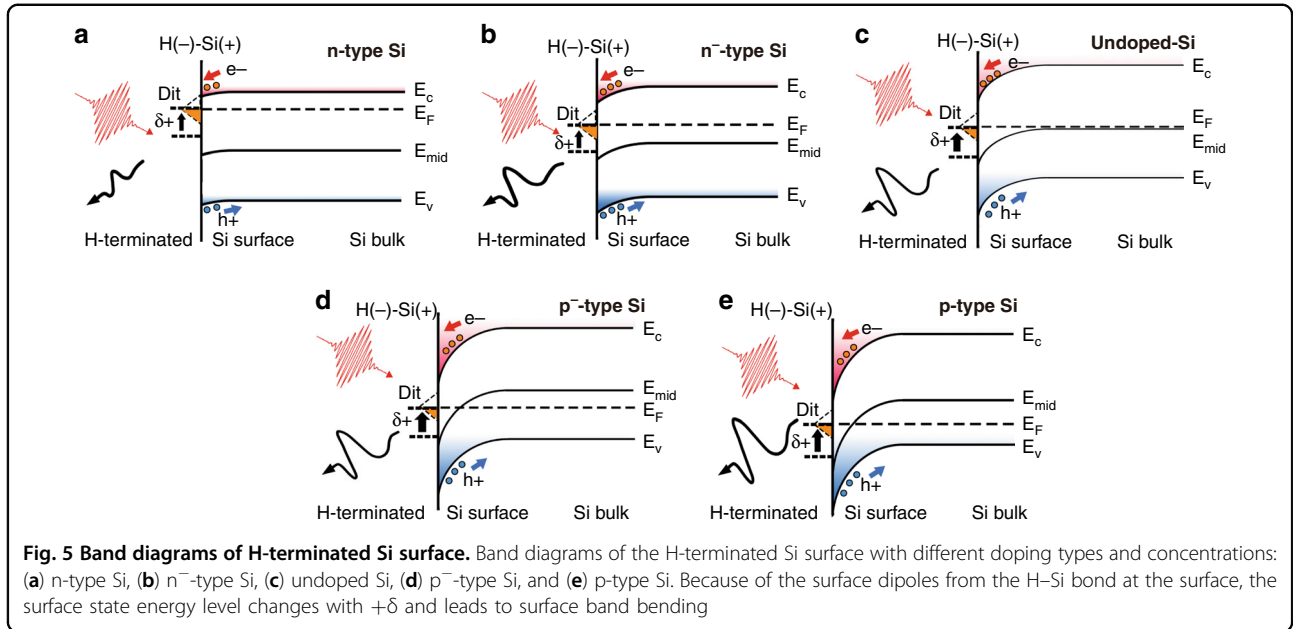 a
H(−)-Si(+)
n-type Si
e−
Dit
δ+
E_c
E_F
E_mid
E_v
h+
H-terminated Si surface Si bulk
b
H(−)-Si(+)
n⁻-type Si
e−
Dit
δ+
E_c
E_F
E_mid
E_v
h+
H-terminated Si surface Si bulk
c
H(−)-Si(+)
Undoped-Si
e−
Dit
δ+
E_c
E_F
E_mid
E_v
h+
H-terminated Si surface Si bulk
d
H(−)-Si(+)
p⁻-type Si
e−
Dit
δ+
E_c
E_mid
E_F
E_v
h+
H-terminated Si surface Si bulk
e
H(−)-Si(+)
p-type Si
e−
Dit
δ+
E_c
E_mid
E_F
E_v
h+
H-terminated Si surface Si bulk
Fig. 5 Band diagrams of H-terminated Si surface. Band diagrams of the H-terminated Si surface with different doping types and concentrations:
(a) n-type Si, (b) n⁻-type Si, (c) undoped Si, (d) p⁻-type Si, and (e) p-type Si. Because of the surface dipoles from the H–Si bond at the surface, the
surface state energy level changes with +δ and leads to surface band bending